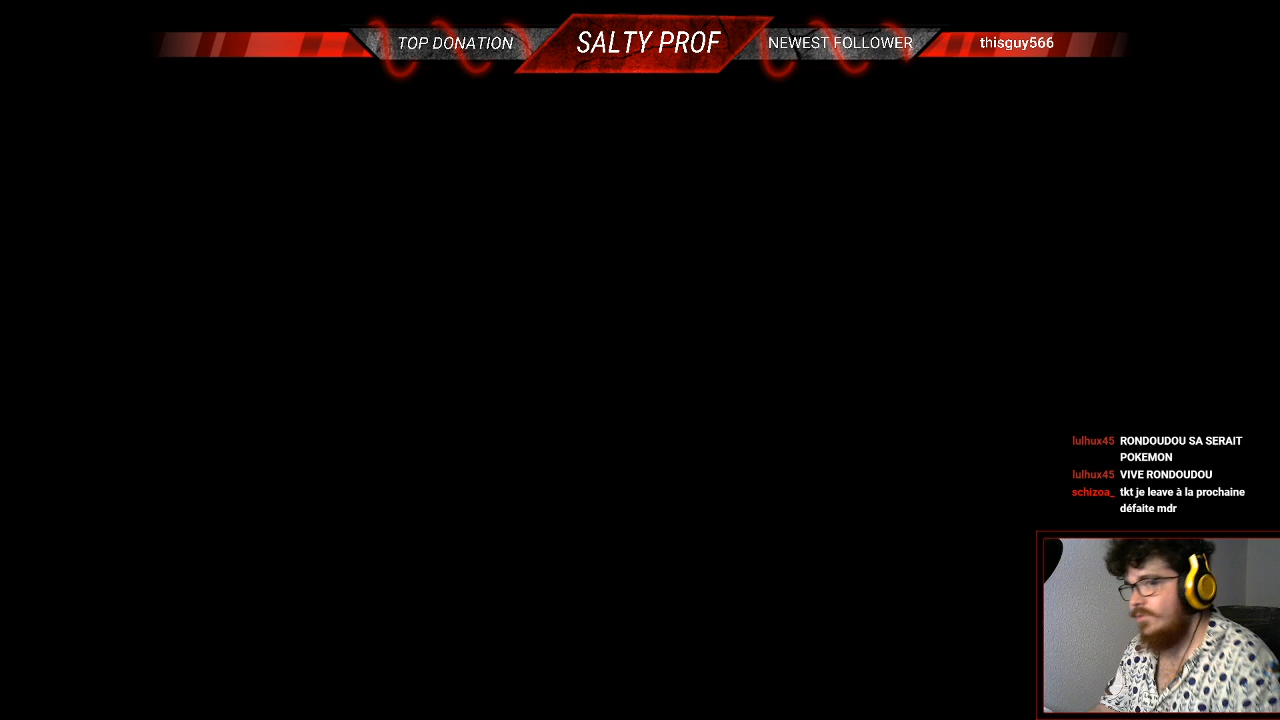 TOP DONATION
SALTY PROF
NEWEST FOLLOWER
thisguy566
lulhux45 RONDOUDOU SA SERAIT
POKEMON
lulhux45 VIVE RONDOUDOU
schizoa_ tkt je leave à la prochaine
défaite mdr